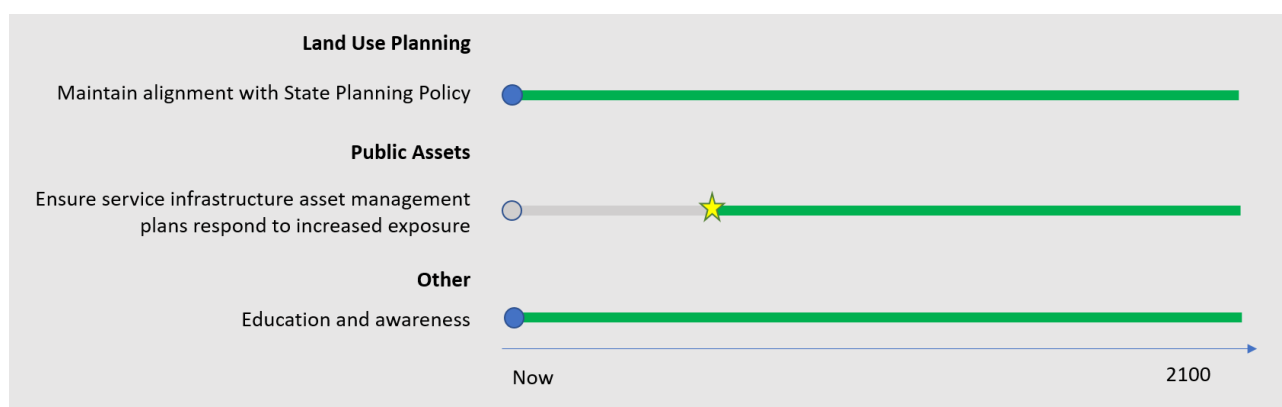 Land Use Planning
Maintain alignment with State Planning Policy
Public Assets
Ensure service infrastructure asset management
plans respond to increased exposure
Other
Education and awareness
Now
2100